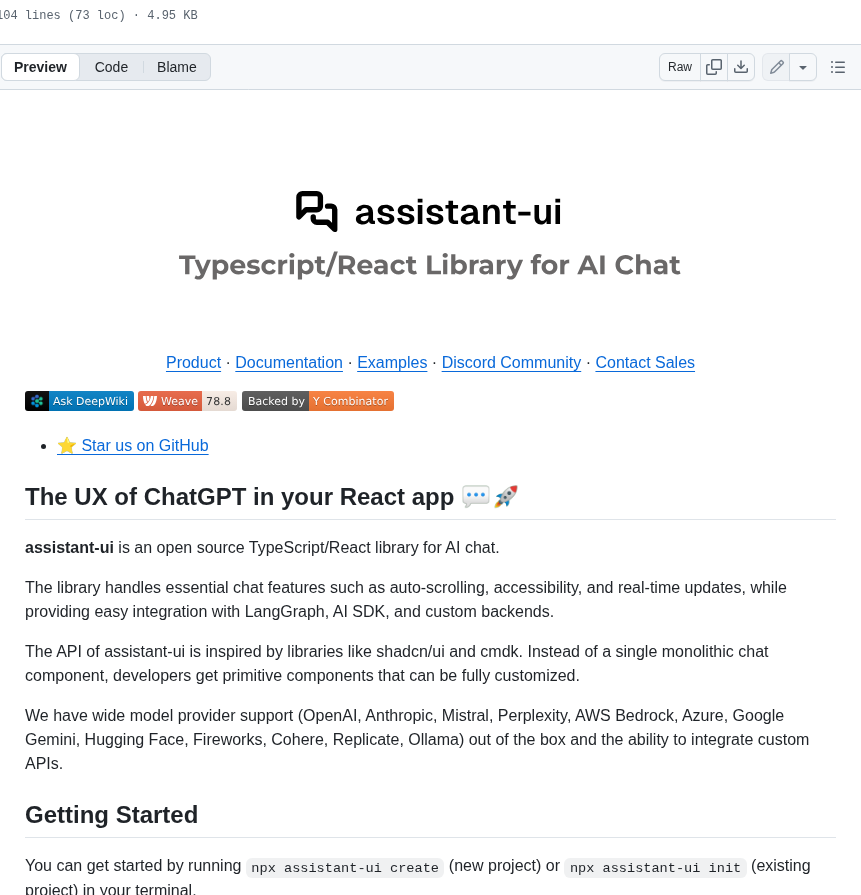 104 lines (73 loc) · 4.95 KB
Preview Code Blame Raw
assistant-ui
Typescript/React Library for AI Chat
Product · Documentation · Examples · Discord Community · Contact Sales
Ask DeepWiki Weave 78.8 Backed by Y Combinator
• ⭐ Star us on GitHub
The UX of ChatGPT in your React app 💬🚀
assistant-ui is an open source TypeScript/React library for AI chat.
The library handles essential chat features such as auto-scrolling, accessibility, and real-time updates, while
providing easy integration with LangGraph, AI SDK, and custom backends.
The API of assistant-ui is inspired by libraries like shadcn/ui and cmdk. Instead of a single monolithic chat
component, developers get primitive components that can be fully customized.
We have wide model provider support (OpenAI, Anthropic, Mistral, Perplexity, AWS Bedrock, Azure, Google
Gemini, Hugging Face, Fireworks, Cohere, Replicate, Ollama) out of the box and the ability to integrate custom
APIs.
Getting Started
You can get started by running npx assistant-ui create (new project) or npx assistant-ui init (existing
project) in your terminal.